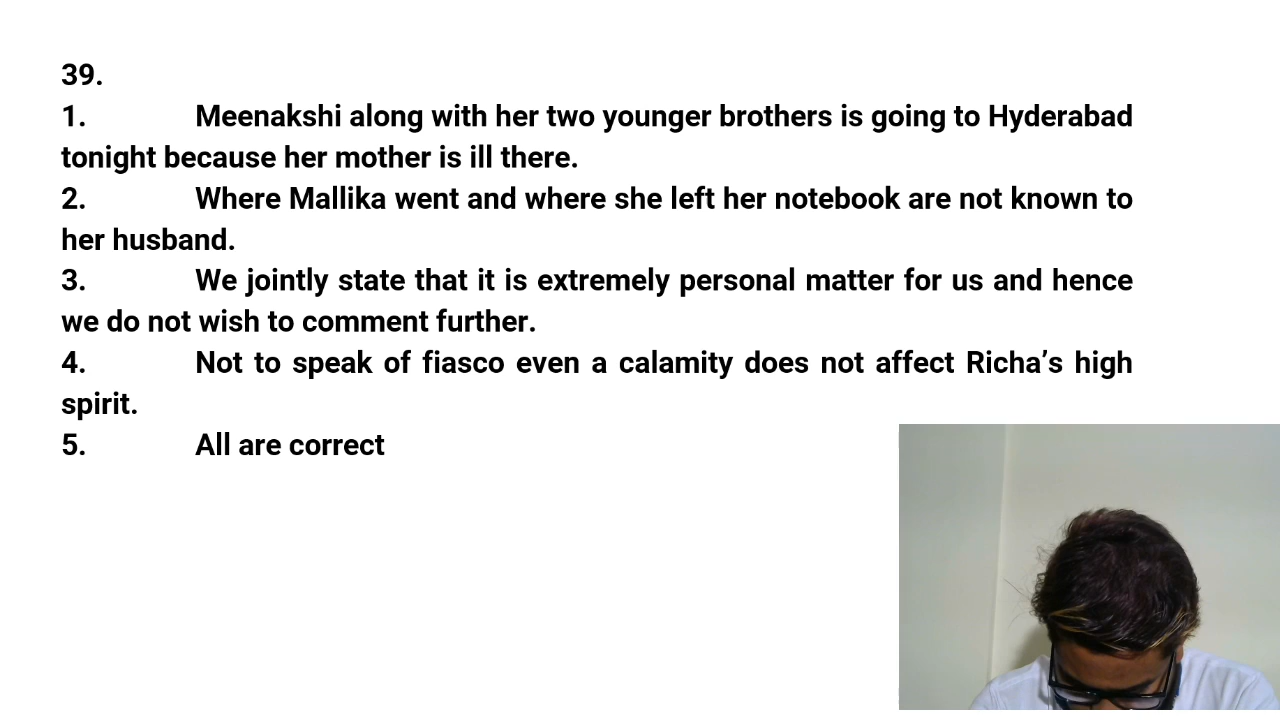 39.
1. Meenakshi along with her two younger brothers is going to Hyderabad
tonight because her mother is ill there.
2. Where Mallika went and where she left her notebook are not known to
her husband.
3. We jointly state that it is extremely personal matter for us and hence
we do not wish to comment further.
4. Not to speak of fiasco even a calamity does not affect Richa’s high
spirit.
5. All are correct